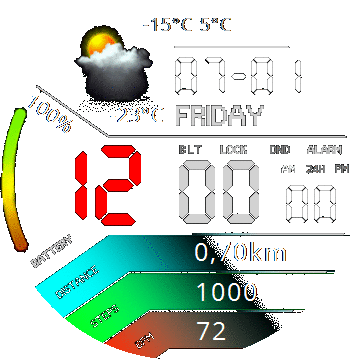 -15°C 5°C
07-01
-23°C FRIDAY
100%
BLT LOCK DND ALARM
AM 24H PM
12 00 00
BATTERY
DISTANCE 0,70km
STEPS 1000
BPM 72